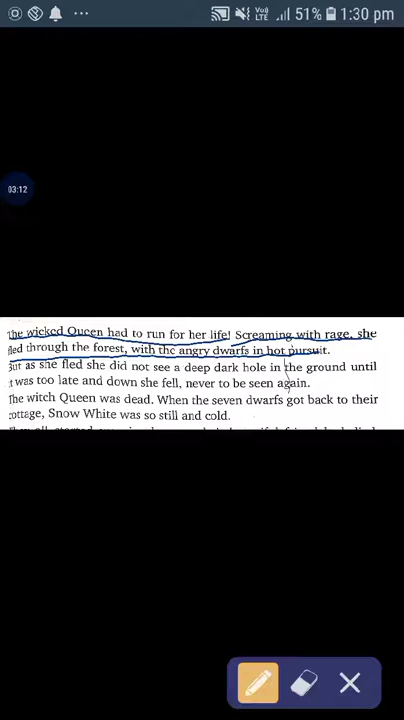 51% 1:30 pm
03:12
The wicked Queen had to run for her life! Screaming with rage, she
fled through the forest, with the angry dwarfs in hot pursuit.
But as she fled she did not see a deep dark hole in the ground until
it was too late and down she fell, never to be seen again.
The witch Queen was dead. When the seven dwarfs got back to their
cottage, Snow White was so still and cold.